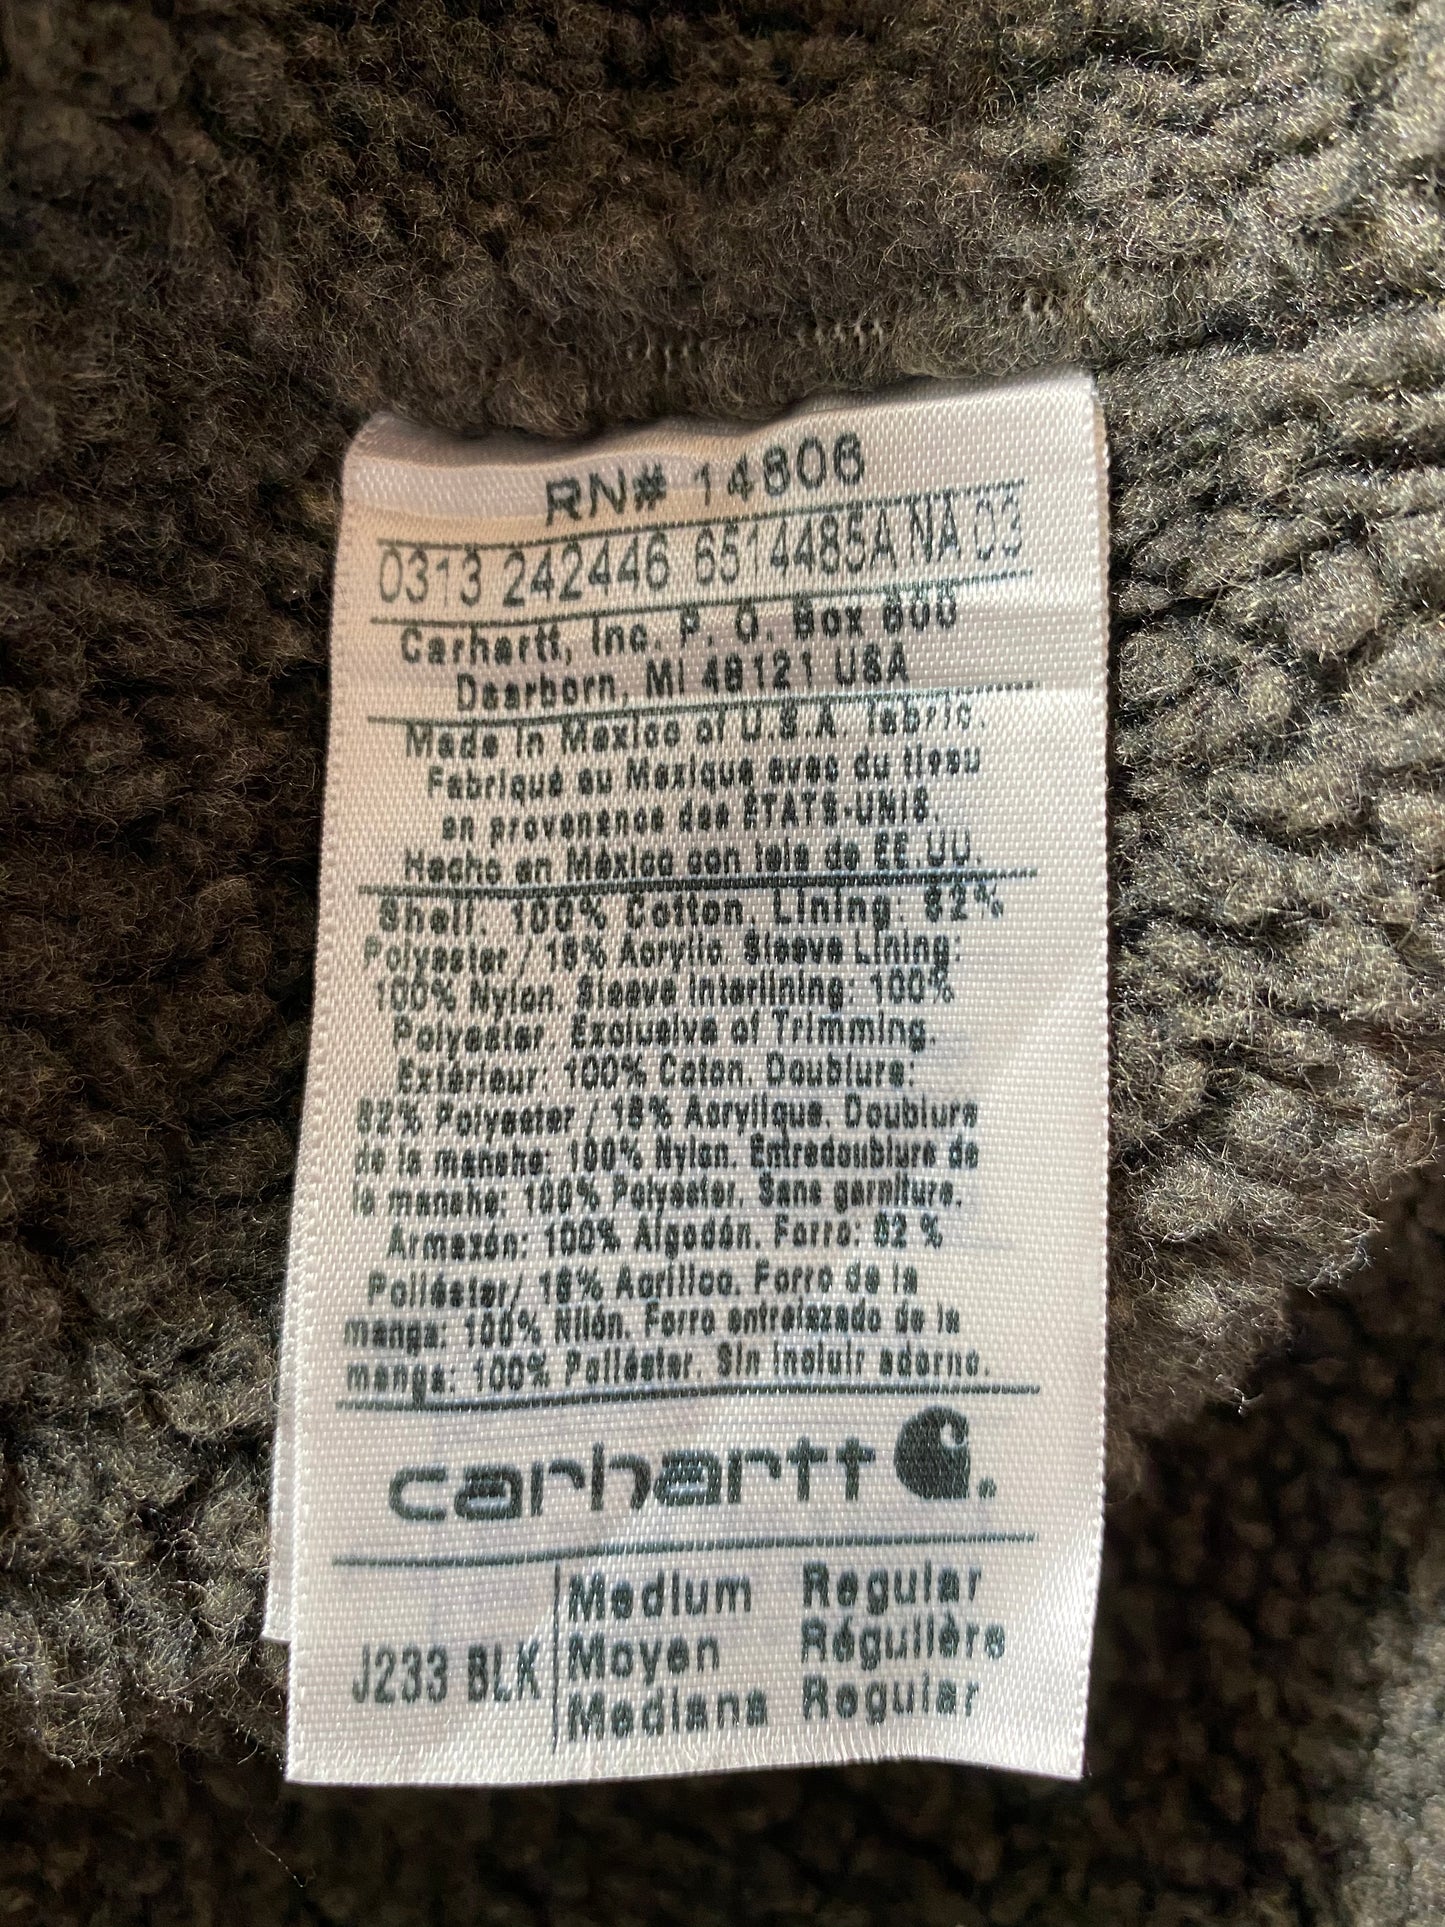 RN# 14806
0313 242446 6514485A NA 03
Carhartt, Inc. P. O. Box 600
Dearborn, MI 48121 USA
Made in Mexico of U.S.A. fabric.
Fabriqué au Mexique avec du tissu
en provenance des ÉTATS-UNIS.
Hecho en México con tela de EE.UU.
Shell: 100% Cotton. Lining: 82%
Polyester / 18% Acrylic. Sleeve Lining:
100% Nylon. Sleeve Interlining: 100%
Polyester. Exclusive of Trimming.
Extérieur: 100% Coton. Doublure:
82% Polyester / 18% Acrylique. Doublure
de la manche: 100% Nylon. Entredoublure de
la manche: 100% Polyester. Sans garniture.
Armazón: 100% Algodón. Forro: 82 %
Poliéster/ 18% Acrílico. Forro de la
manga: 100% Nilón. Forro entrelazado de la
manga: 100% Poliéster. Sin incluir adorno.
carhartt
J233 BLK
Medium Regular
Moyen Régulière
Mediana Regular